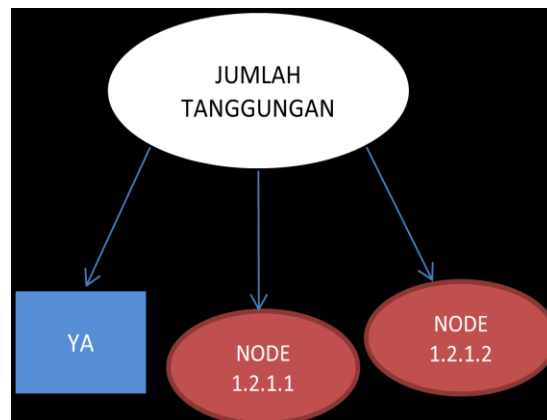 JUMLAH
TANGGUNGAN
YA
NODE
1.2.1.1
NODE
1.2.1.2